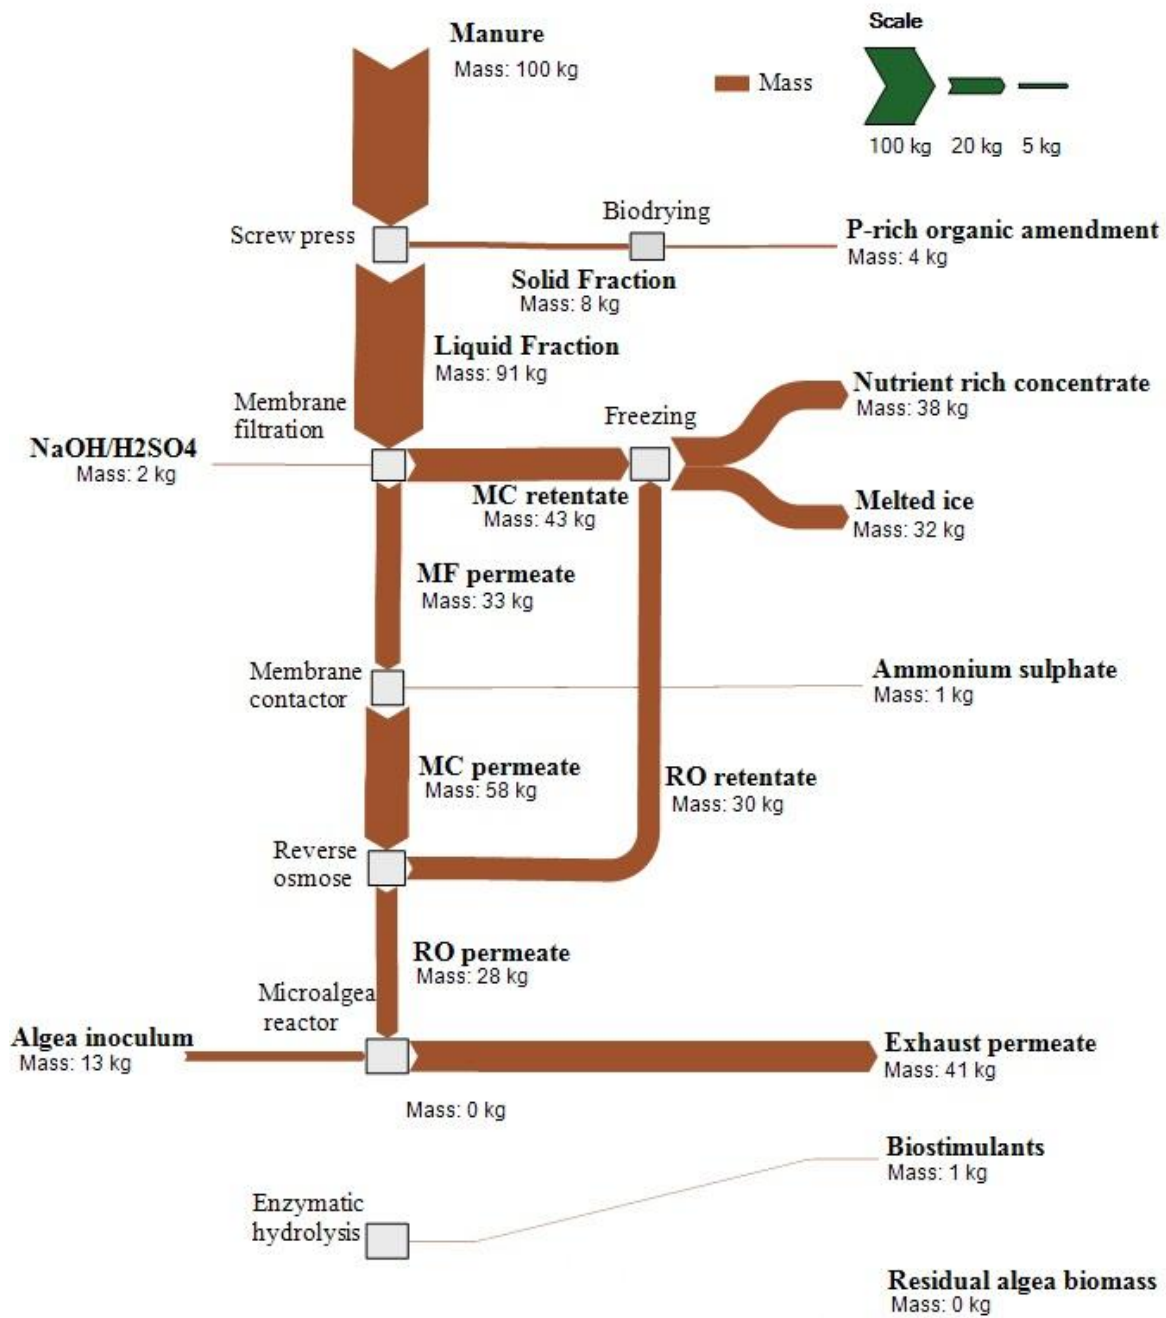 Manure
Mass: 100 kg
Scale
Mass
100 kg 20 kg 5 kg
Screw press
Biodrying
P-rich organic amendment
Mass: 4 kg
Solid Fraction
Mass: 8 kg
Liquid Fraction
Mass: 91 kg
Membrane
filtration
Freezing
Nutrient rich concentrate
Mass: 38 kg
NaOH/H2SO4
Mass: 2 kg
MC retentate
Mass: 43 kg
Melted ice
Mass: 32 kg
MF permeate
Mass: 33 kg
Membrane
contactor
Ammonium sulphate
Mass: 1 kg
MC permeate
Mass: 58 kg
RO retentate
Mass: 30 kg
Reverse
osmose
RO permeate
Mass: 28 kg
Microalgea
reactor
Algea inoculum
Mass: 13 kg
Exhaust permeate
Mass: 41 kg
Mass: 0 kg
Biostimulants
Mass: 1 kg
Enzymatic
hydrolysis
Residual algea biomass
Mass: 0 kg